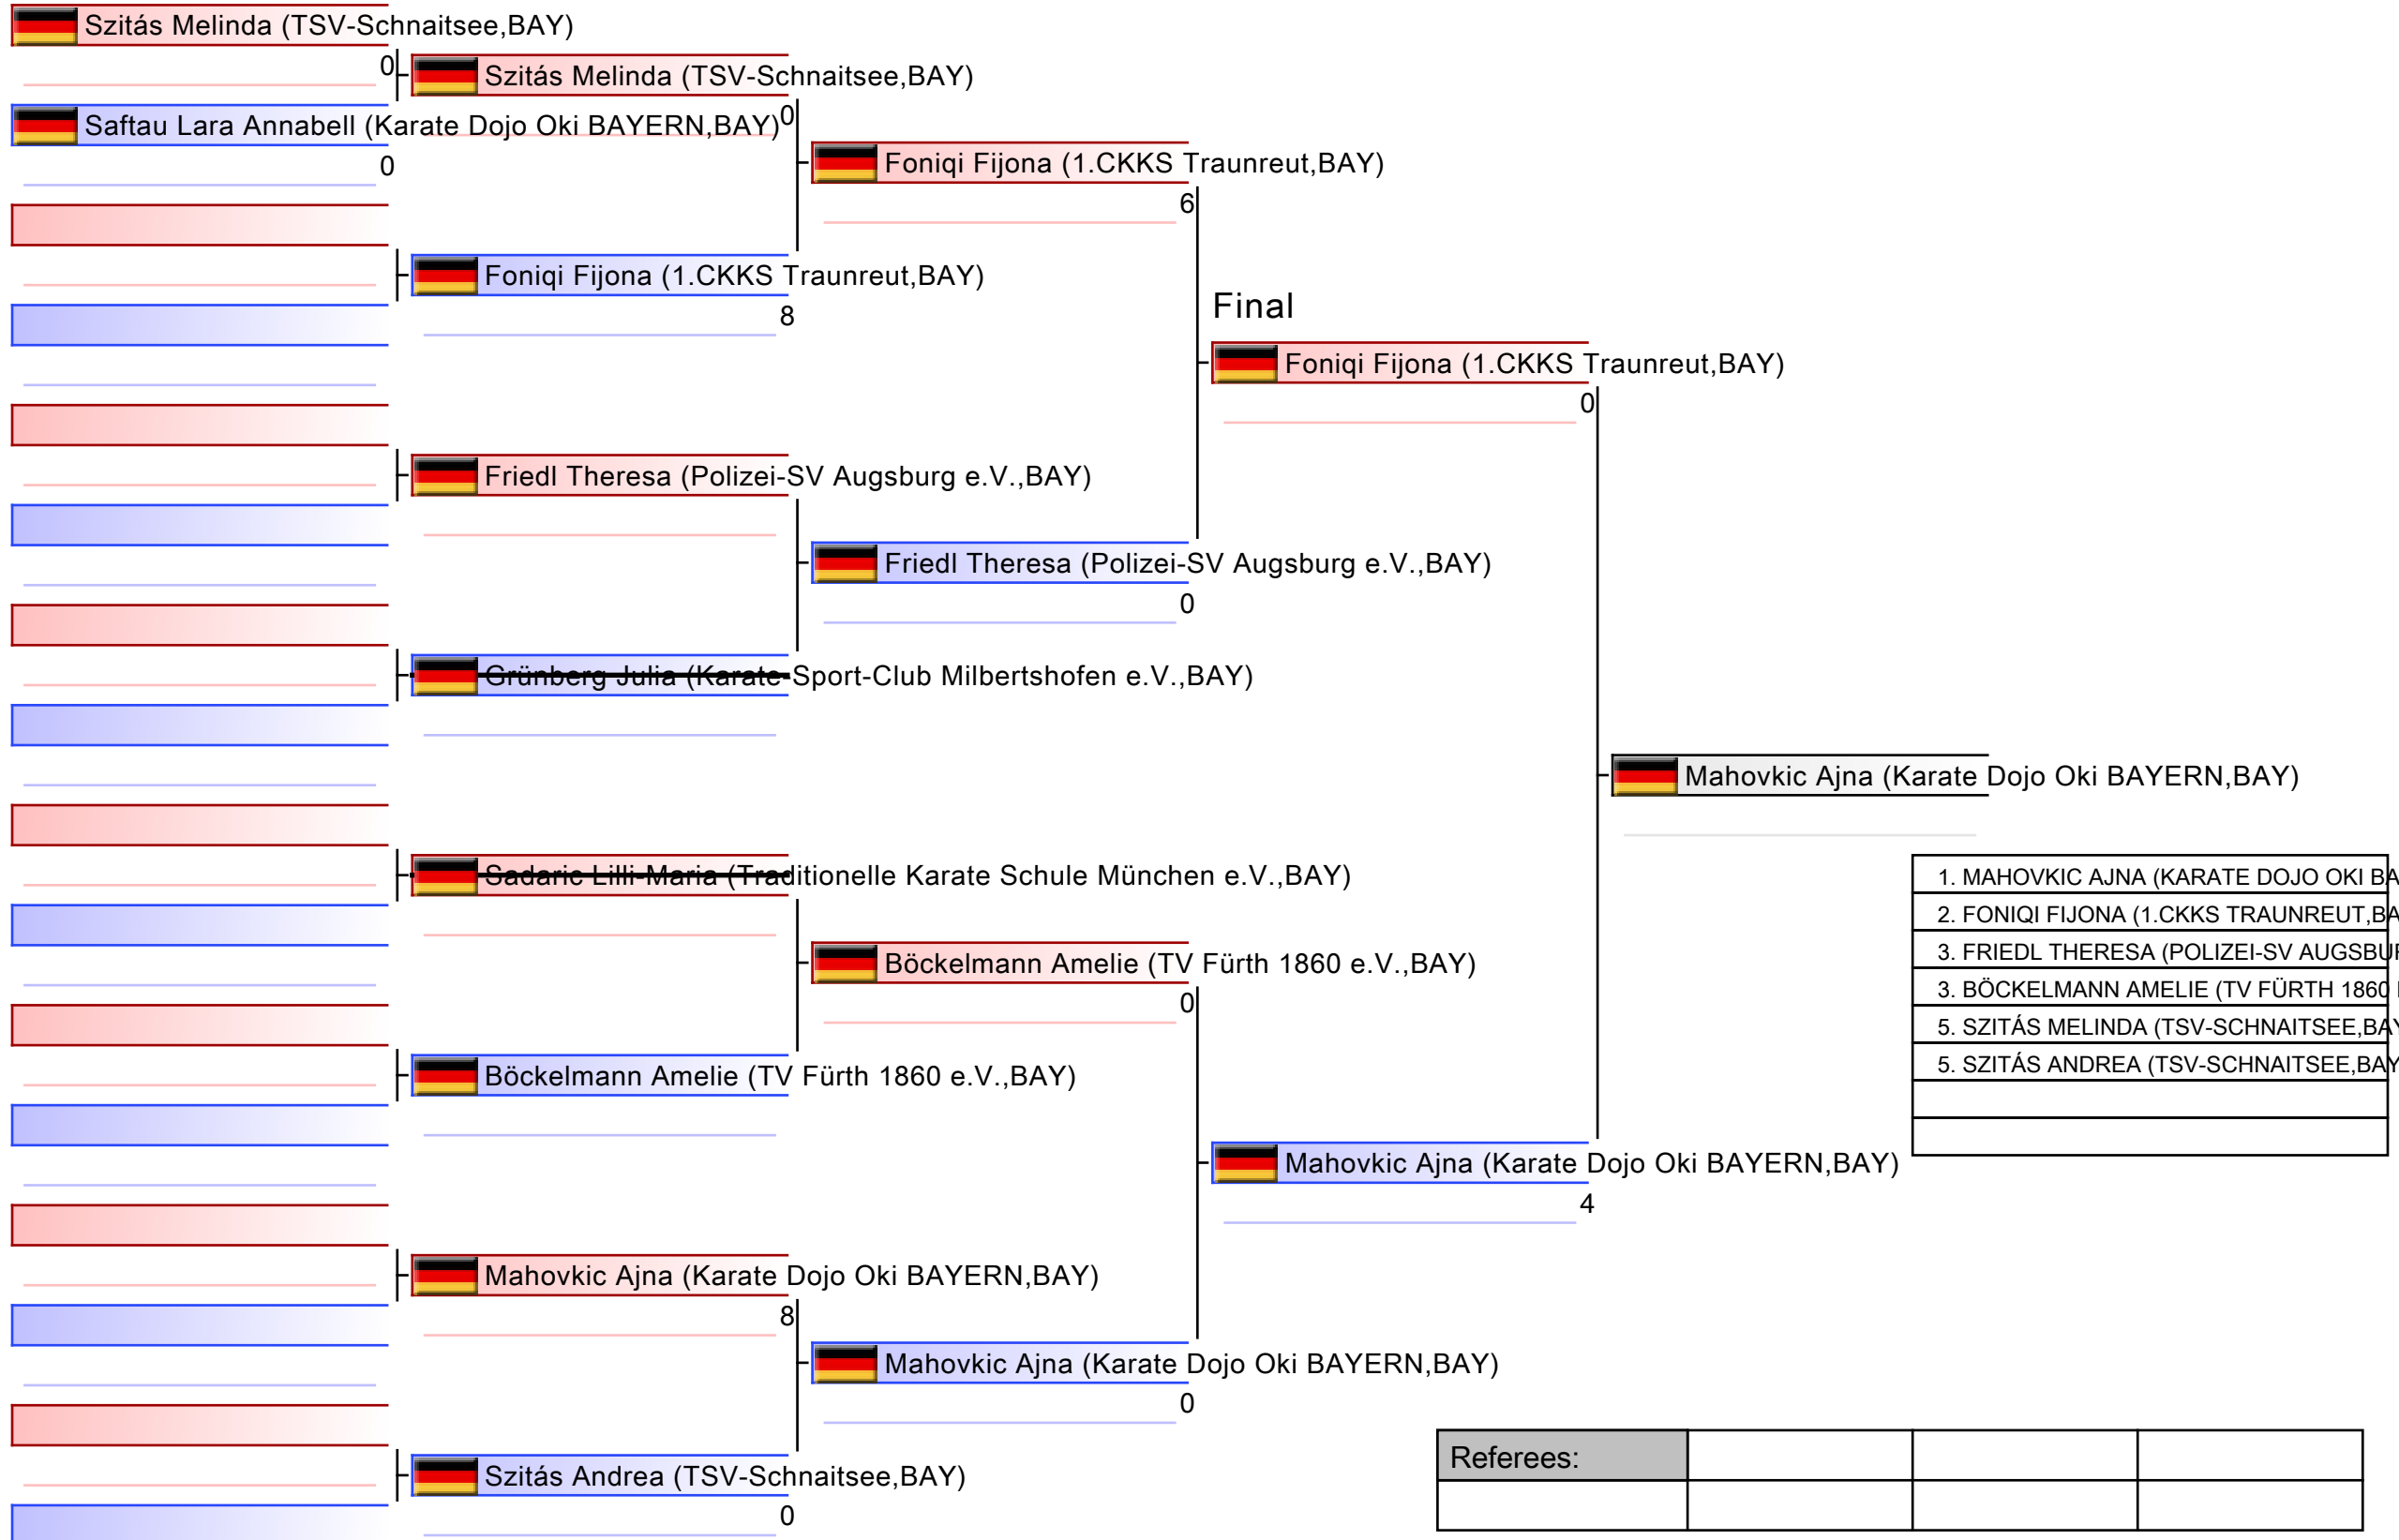 Szitás Melinda (TSV-Schnaitsee,BAY)
0
Saftau Lara Annabell (Karate Dojo Oki BAYERN,BAY)
0
Szitás Melinda (TSV-Schnaitsee,BAY)
0
Foniqi Fijona (1.CKKS Traunreut,BAY)
8
Friedl Theresa (Polizei-SV Augsburg e.V.,BAY)
Grünberg Julia (Karate-Sport-Club Milbertshofen e.V.,BAY)
Sadaric Lilli-Maria (Traditionelle Karate Schule München e.V.,BAY)
Böckelmann Amelie (TV Fürth 1860 e.V.,BAY)
Mahovkic Ajna (Karate Dojo Oki BAYERN,BAY)
8
Szitás Andrea (TSV-Schnaitsee,BAY)
0
Foniqi Fijona (1.CKKS Traunreut,BAY)
6
Friedl Theresa (Polizei-SV Augsburg e.V.,BAY)
0
Böckelmann Amelie (TV Fürth 1860 e.V.,BAY)
0
Mahovkic Ajna (Karate Dojo Oki BAYERN,BAY)
0
Final
Foniqi Fijona (1.CKKS Traunreut,BAY)
0
Mahovkic Ajna (Karate Dojo Oki BAYERN,BAY)
4
Mahovkic Ajna (Karate Dojo Oki BAYERN,BAY)
1. MAHOVKIC AJNA (KARATE DOJO OKI BA
2. FONIQI FIJONA (1.CKKS TRAUNREUT,BA
3. FRIEDL THERESA (POLIZEI-SV AUGSBUR
3. BÖCKELMANN AMELIE (TV FÜRTH 1860
5. SZITÁS MELINDA (TSV-SCHNAITSEE,BAY
5. SZITÁS ANDREA (TSV-SCHNAITSEE,BAY
Referees: